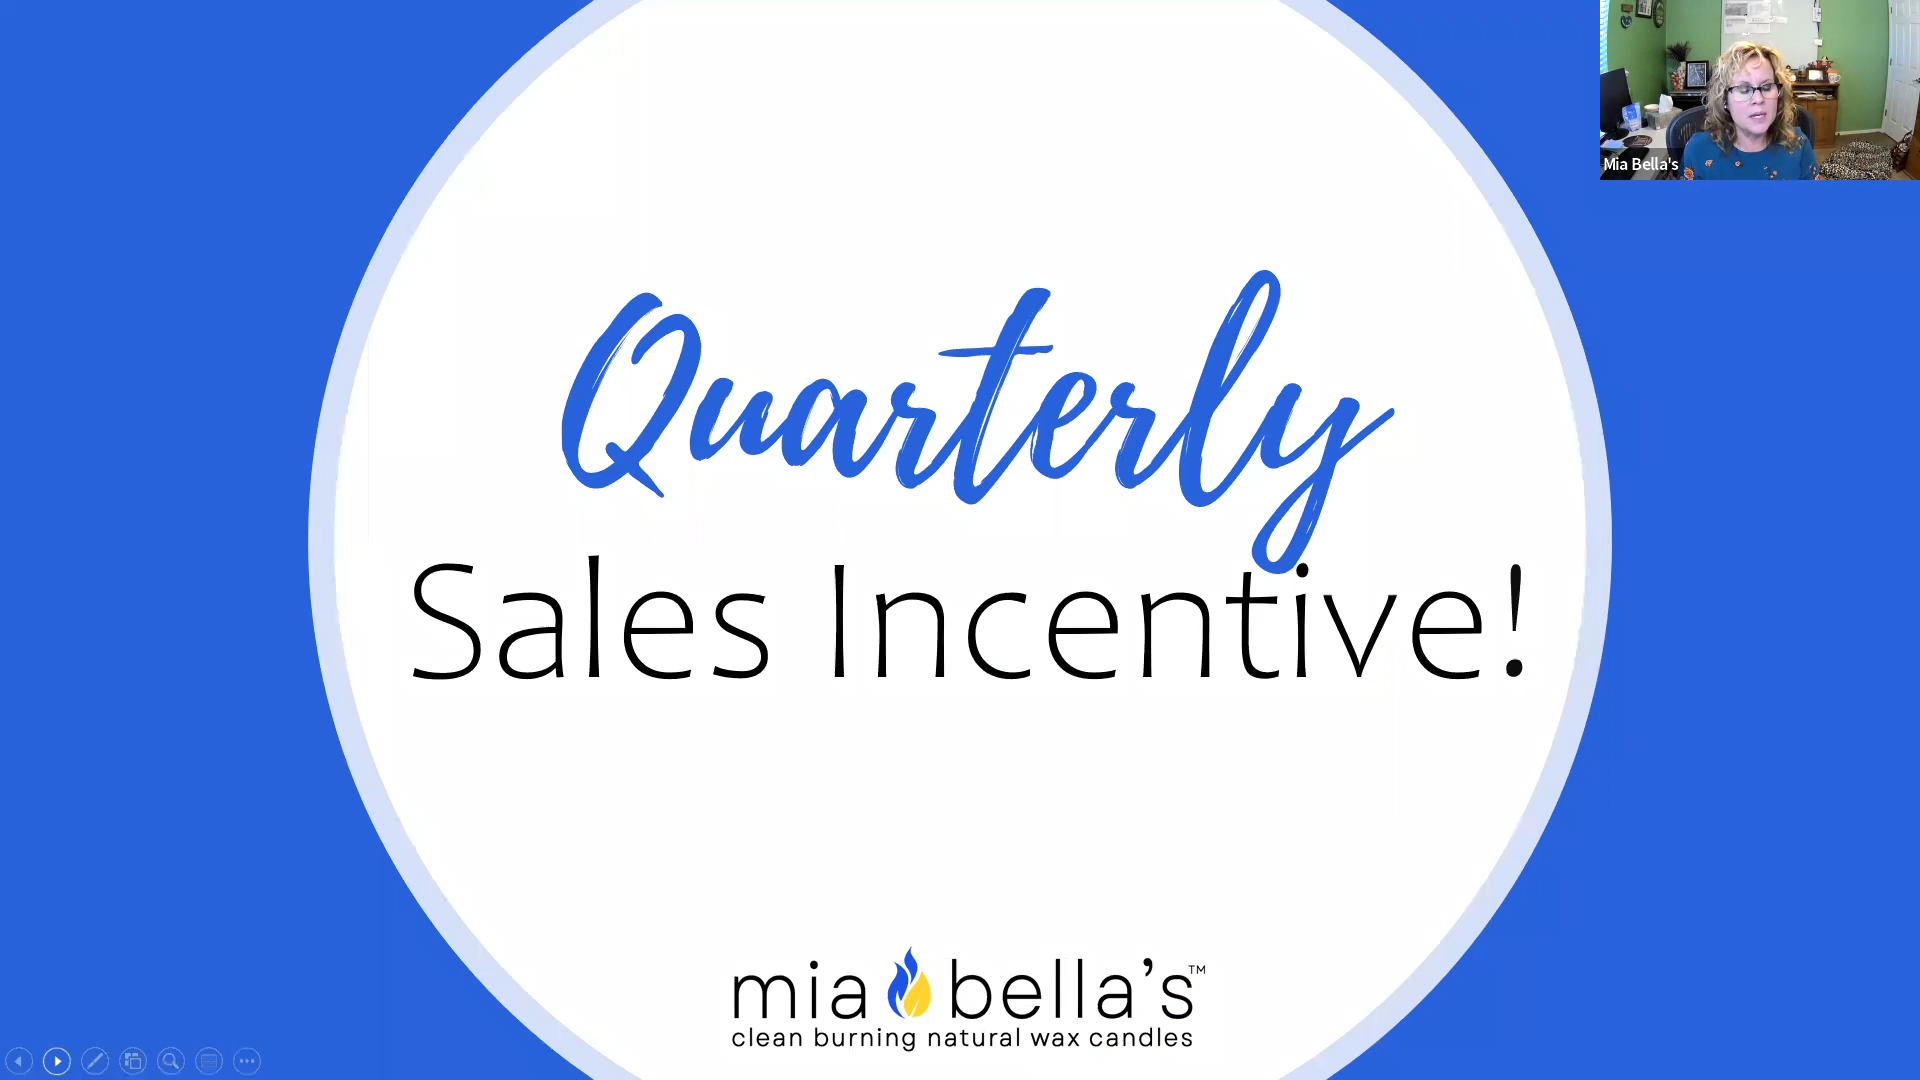 Mia Bella's
Quarterly
Sales Incentive!
mia bella's™
clean burning natural wax candles